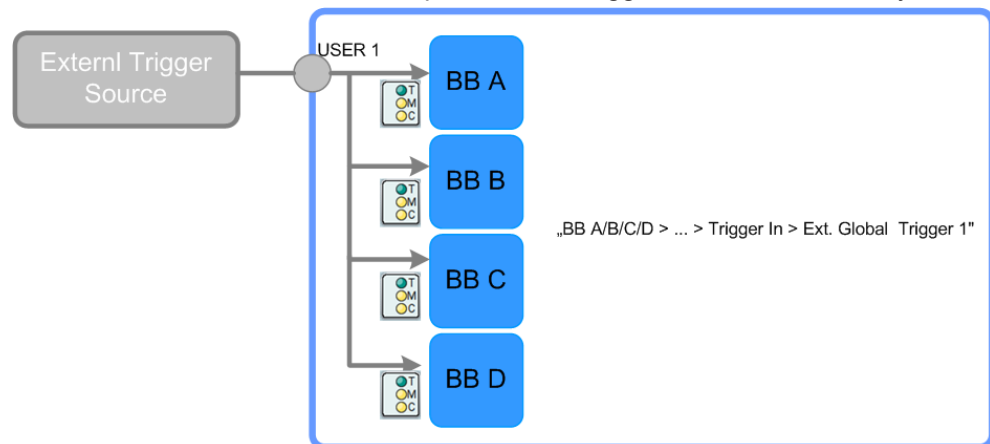 USER 1
Externl Trigger
Source
BB A
T
M
C
BB B
T
M
C
„BB A/B/C/D > ... > Trigger In > Ext. Global Trigger 1"
BB C
T
M
C
BB D
T
M
C